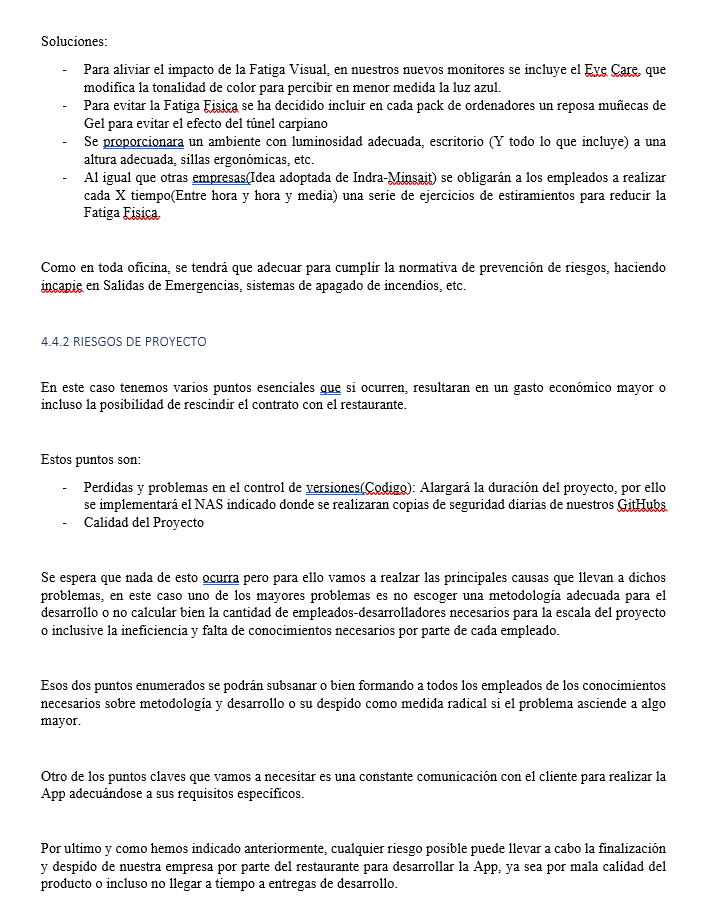 Soluciones:
- Para aliviar el impacto de la Fatiga Visual, en nuestros nuevos monitores se incluye el Eye Care, que
modifica la tonalidad de color para percibir en menor medida la luz azul.
- Para evitar la Fatiga Fisica se ha decidido incluir en cada pack de ordenadores un reposa muñecas de
Gel para evitar el efecto del túnel carpiano
- Se proporcionara un ambiente con luminosidad adecuada, escritorio (Y todo lo que incluye) a una
altura adecuada, sillas ergonómicas, etc.
- Al igual que otras empresas(Idea adoptada de Indra-Minsait) se obligarán a los empleados a realizar
cada X tiempo(Entre hora y hora y media) una serie de ejercicios de estiramientos para reducir la
Fatiga Fisica.
Como en toda oficina, se tendrá que adecuar para cumplir la normativa de prevención de riesgos, haciendo
incapie en Salidas de Emergencias, sistemas de apagado de incendios, etc.
4.4.2 RIESGOS DE PROYECTO
En este caso tenemos varios puntos esenciales que si ocurren, resultaran en un gasto económico mayor o
incluso la posibilidad de rescindir el contrato con el restaurante.
Estos puntos son:
- Perdidas y problemas en el control de versiones(Codigo): Alargará la duración del proyecto, por ello
se implementará el NAS indicado donde se realizaran copias de seguridad diarias de nuestros GitHubs
- Calidad del Proyecto
Se espera que nada de esto ocurra pero para ello vamos a realzar las principales causas que llevan a dichos
problemas, en este caso uno de los mayores problemas es no escoger una metodología adecuada para el
desarrollo o no calcular bien la cantidad de empleados-desarrolladores necesarios para la escala del proyecto
o inclusive la ineficiencia y falta de conocimientos necesarios por parte de cada empleado.
Esos dos puntos enumerados se podrán subsanar o bien formando a todos los empleados de los conocimientos
necesarios sobre metodología y desarrollo o su despido como medida radical si el problema asciende a algo
mayor.
Otro de los puntos claves que vamos a necesitar es una constante comunicación con el cliente para realizar la
App adecuándose a sus requisitos específicos.
Por ultimo y como hemos indicado anteriormente, cualquier riesgo posible puede llevar a cabo la finalización
y despido de nuestra empresa por parte del restaurante para desarrollar la App, ya sea por mala calidad del
producto o incluso no llegar a tiempo a entregas de desarrollo.